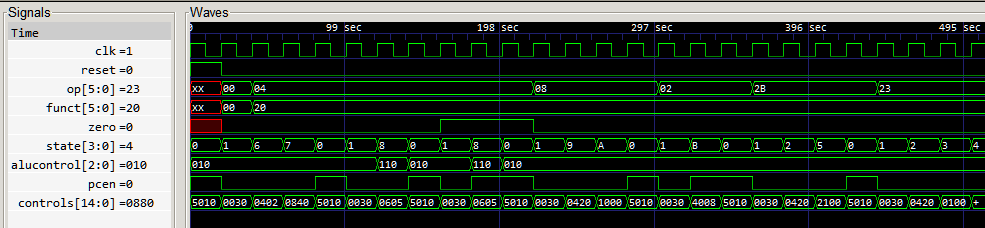 Signals
Waves
Time
0 99 sec 198 sec 297 sec 396 sec 495 sec
clk =1
reset =0
op[5:0] =23 xx 00 04 08 02 2B 23
funct[5:0] =20 xx 00 20
zero =0
state[3:0] =4 0 1 6 7 0 1 8 0 1 8 0 1 9 A 0 1 B 0 1 2 5 0 1 2 3 4
alucontrol[2:0] =010 010 110 010 110 010
pcen =0
controls[14:0] =0880 5010 0030 0402 0840 5010 0030 0605 5010 0030 0605 5010 0030 0420 1000 5010 0030 4008 5010 0030 0420 2100 5010 0030 0420 0100 +